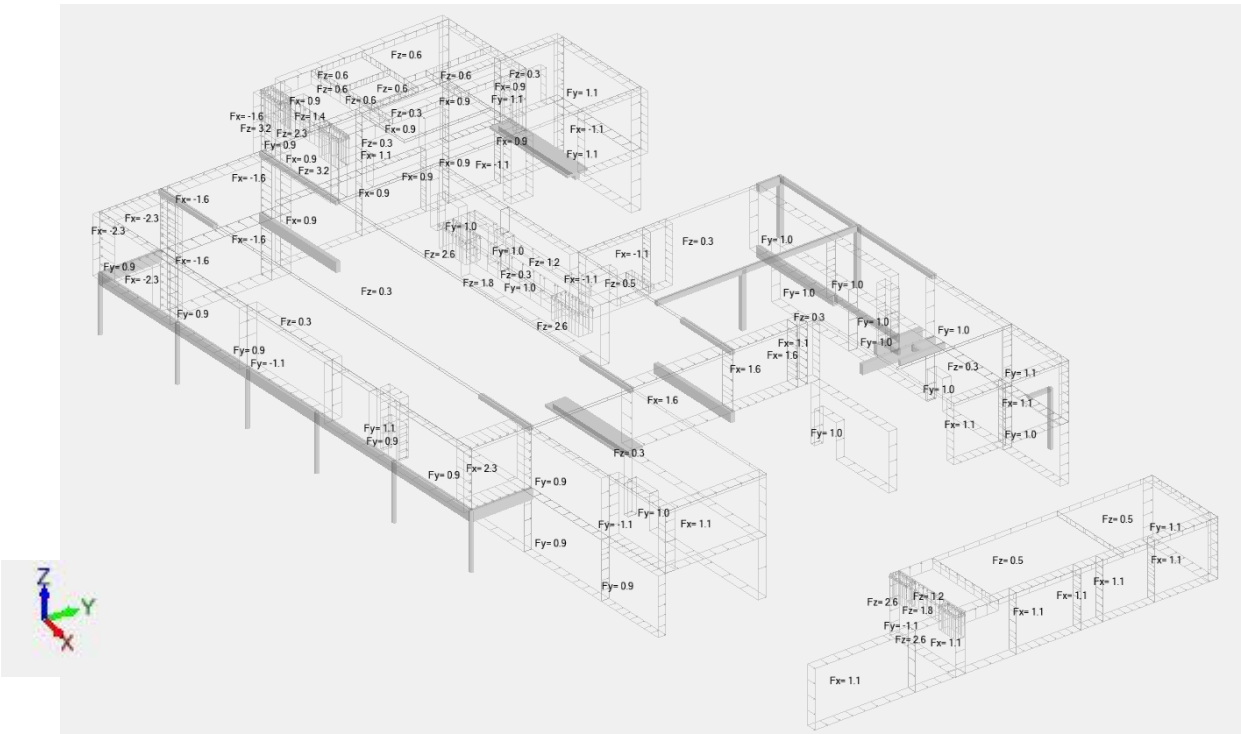 Fz= 0.6
Fz= 0.6
Fz= 0.6
Fz= 0.3
Fz= 0.6
Fz= 0.6
Fx= 0.9
Fy= 1.1
Fx= 0.9
Fz= 0.6
Fx= 0.9
Fy= 1.1
Fx= -1.6
Fz= 1.4
Fz= 0.3
Fz= 3.2
Fz= 2.3
Fx= 0.9
Fx= -1.1
Fy= 0.9
Fz= 0.3
Fx= 0.9
Fx= 0.9
Fx= 1.1
Fy= 1.1
Fz= 3.2
Fx= 0.9
Fx= -1.1
Fx= -1.6
Fx= 0.9
Fx= 0.9
Fx= -1.6
Fx= -2.3
Fx= 0.9
Fy= 1.0
Fx= -2.3
Fx= -1.6
Fy= 1.0
Fz= 0.3
Fy= 1.0
Fz= 2.6
Fx= -1.1
Fx= -1.6
Fz= 1.2
Fy= 0.9
Fz= 0.3
Fx= -2.3
Fz= 1.8
Fx= -1.1
Fz= 0.5
Fy= 1.0
Fz= 0.3
Fy= 1.0
Fy= 1.0
Fy= 0.9
Fz= 0.3
Fz= 2.6
Fz= 0.3
Fy= 1.0
Fy= 1.0
Fy= 0.9
Fx= 1.1
Fy= 1.0
Fy= -1.1
Fx= 1.6
Fx= 1.6
Fz= 0.3
Fy= 1.1
Fy= 1.0
Fx= 1.6
Fx= 1.1
Fy= 1.1
Fx= 1.1
Fy= 0.9
Fy= 1.0
Fy= 1.0
Fz= 0.3
Fy= 0.9
Fx= 2.3
Fy= 0.9
Fy= 1.0
Fy= -1.1
Fx= 1.1
Fz= 0.5
Fy= 1.1
Fy= 0.9
Fz= 0.5
Fx= 1.1
Fx= 1.1
Fy= 0.9
Fz= 1.2
Fx= 1.1
Fz= 2.6
Fz= 1.8
Fx= 1.1
Fy= -1.1
Fz= 2.6
Fx= 1.1
Fx= 1.1
Z
Y
X